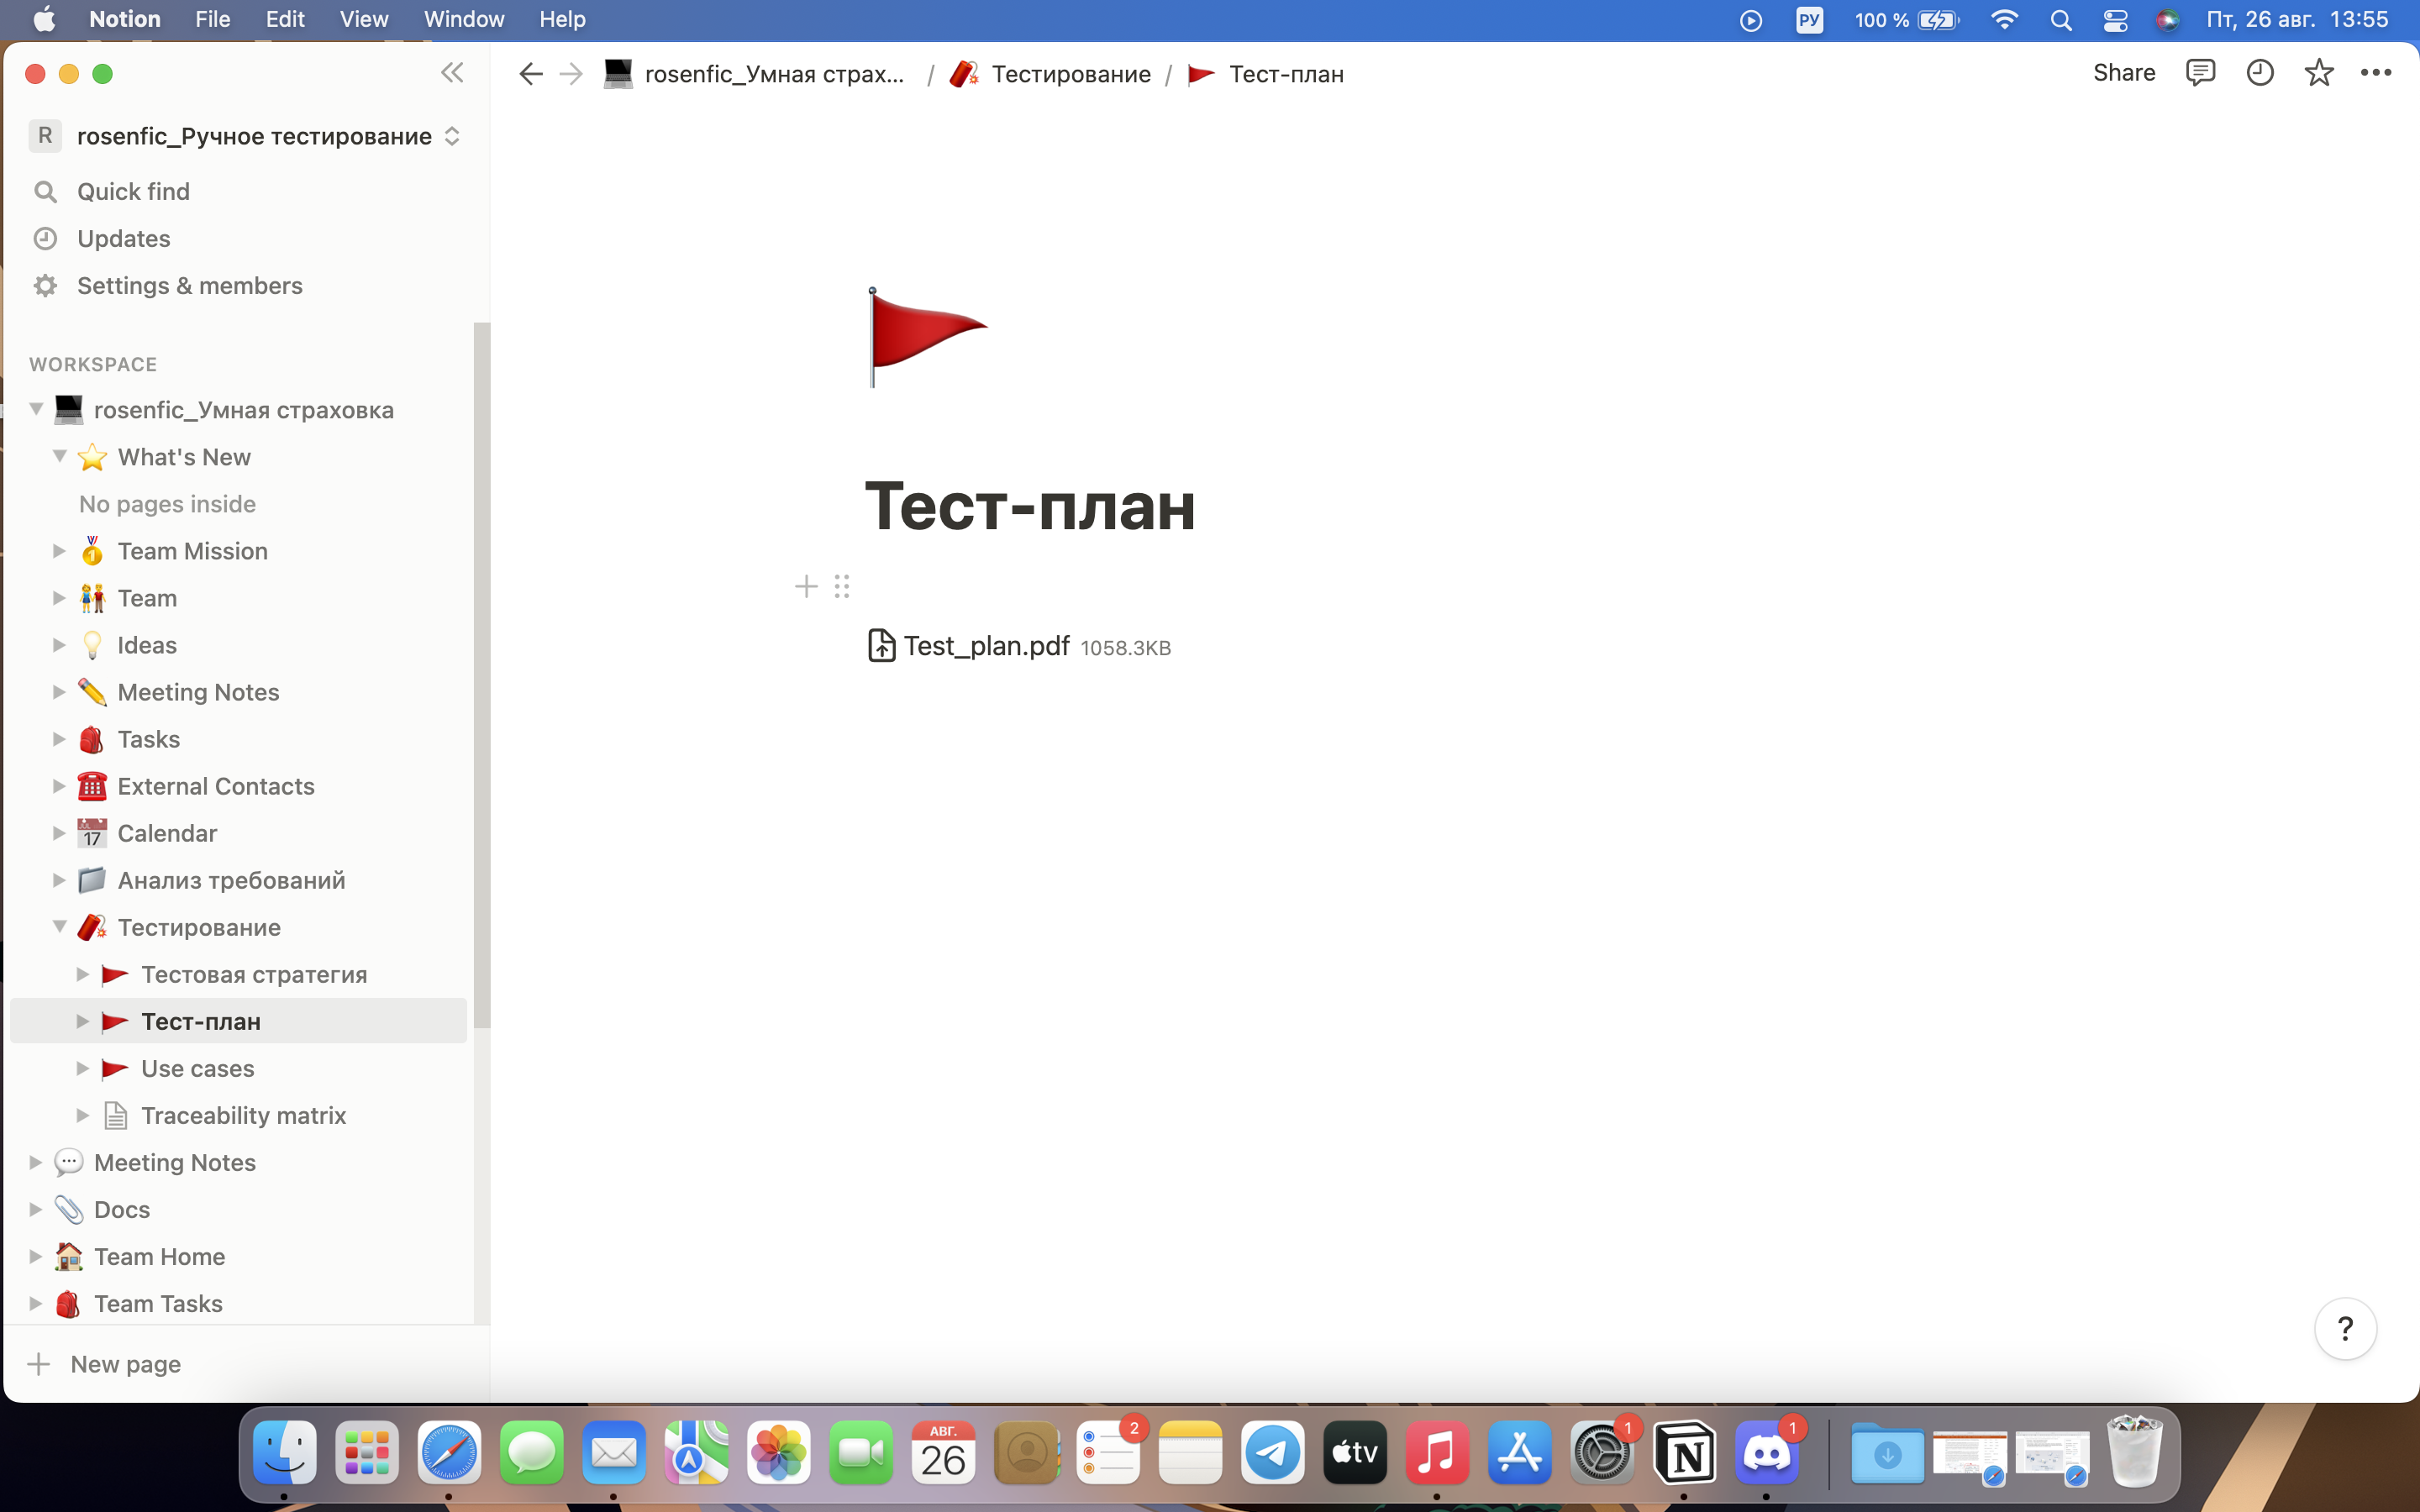 Notion File Edit View Window Help РУ 100 % Пт, 26 авг. 13:55
rosenfic_Умная страх... / Тестирование / Тест-план Share
R rosenfic_Ручное тестирование
Quick find
Updates
Settings & members
WORKSPACE
rosenfic_Умная страховка
What's New
No pages inside
Team Mission
Team
Ideas
Meeting Notes
Tasks
External Contacts
17 Calendar
Анализ требований
Тестирование
Тестовая стратегия
Тест-план
Use cases
Traceability matrix
Meeting Notes
Docs
Team Home
Team Tasks
New page
Тест-план
Test_plan.pdf 1058.3KB
?
АВГ.
26
2
tv
1
1